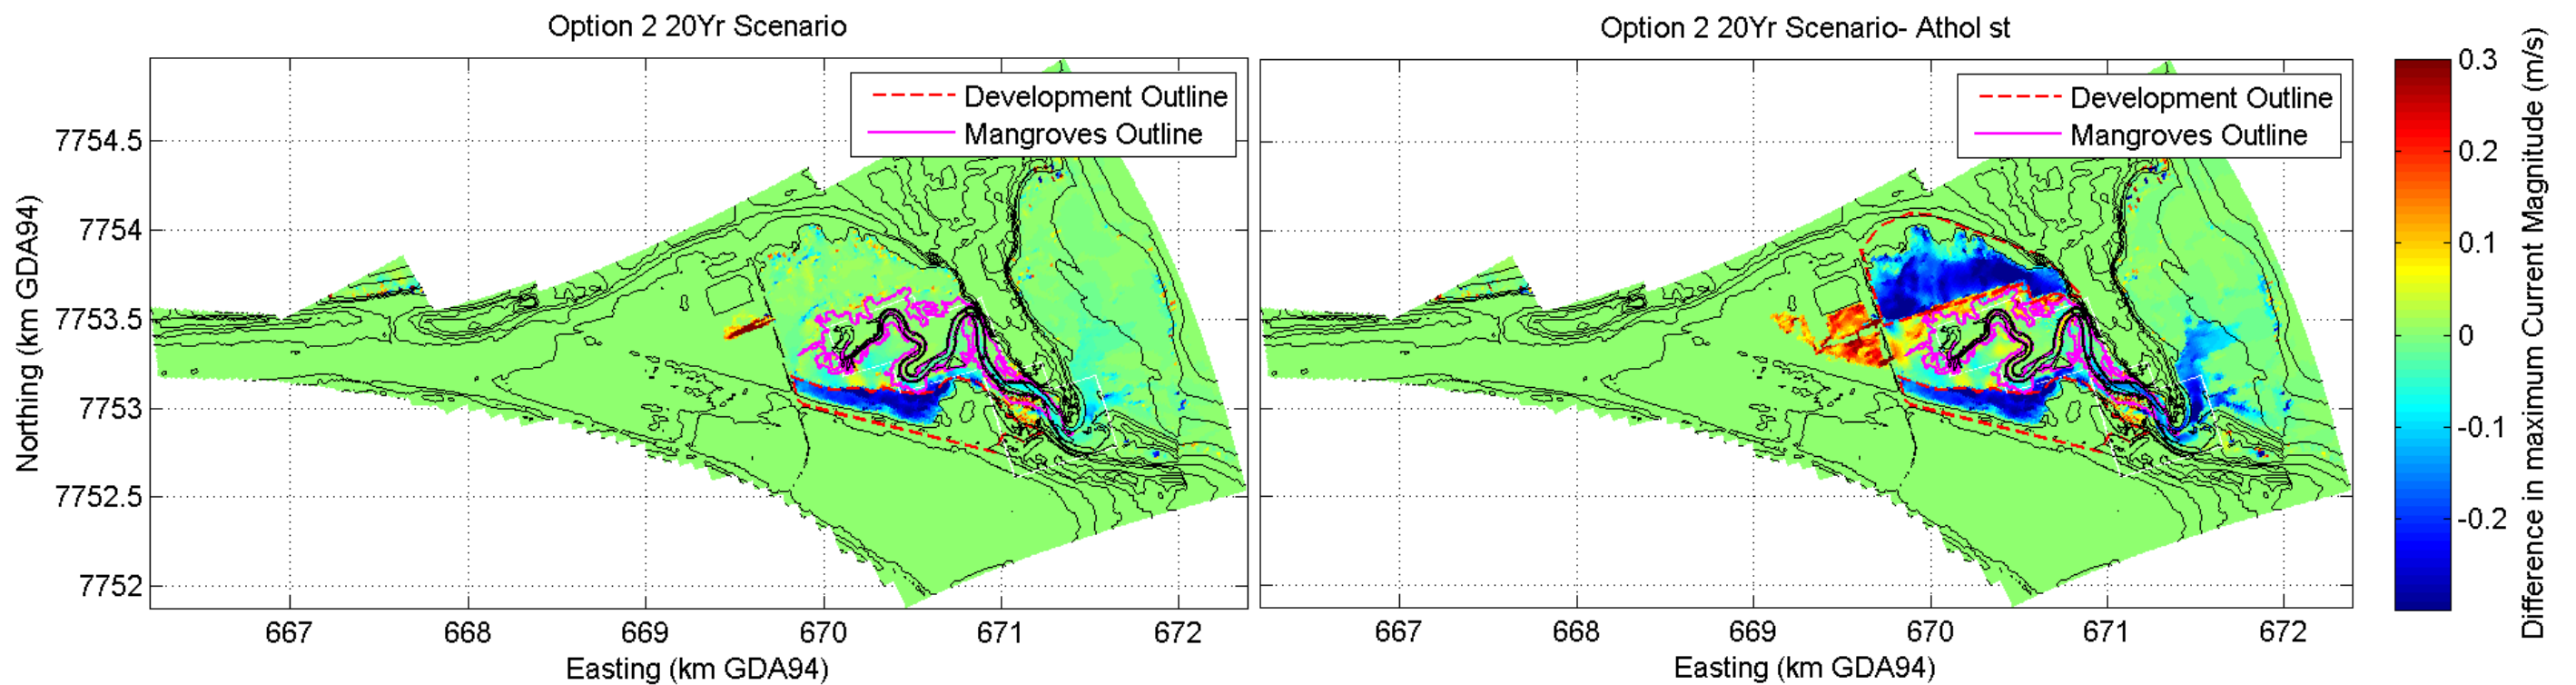 Option 2 20Yr Scenario
Development Outline
Mangroves Outline
7754.5
7754
7753.5
7753
7752.5
7752
Northing (km GDA94)
667 668 669 670 671 672
Easting (km GDA94)
Option 2 20Yr Scenario- Athol st
Development Outline
Mangroves Outline
667 668 669 670 671 672
Easting (km GDA94)
0.3
0.2
0.1
0
-0.1
-0.2
Difference in maximum Current Magnitude (m/s)